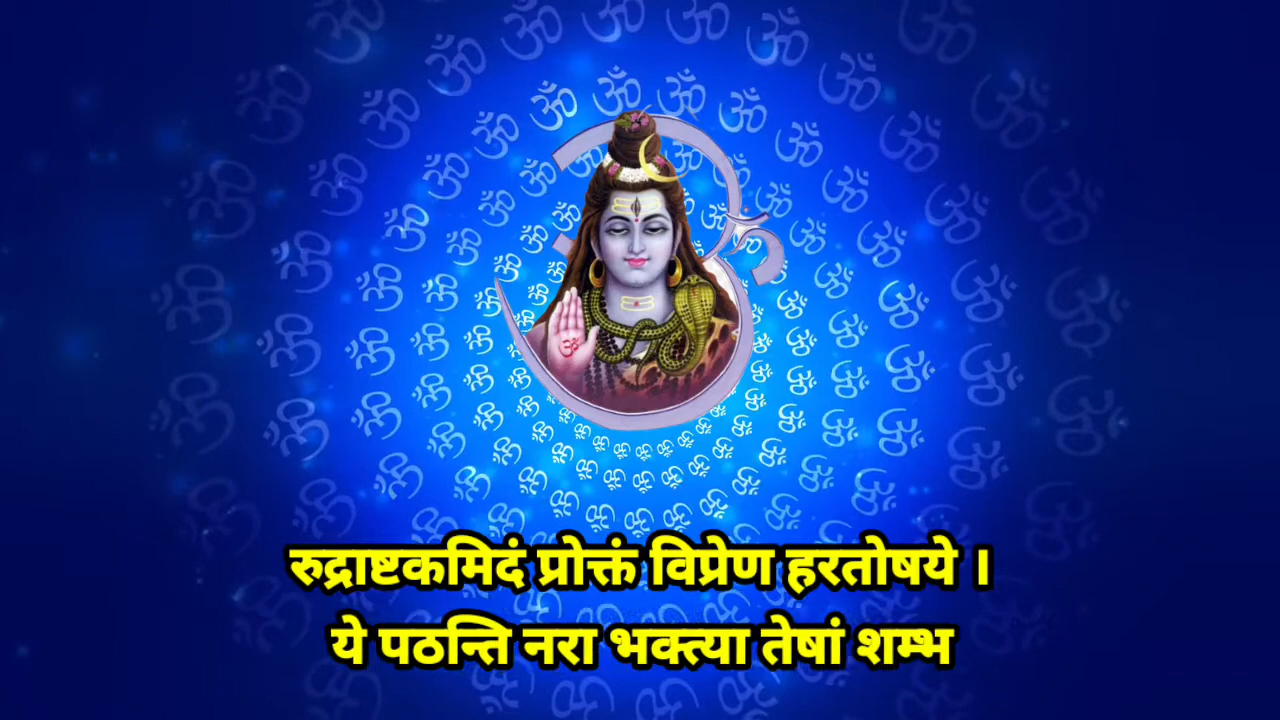 रुद्राष्टकमिदं प्रोक्तं विप्रेण हरतोषये ।
ये पठन्ति नरा भक्त्या तेषां शम्भ